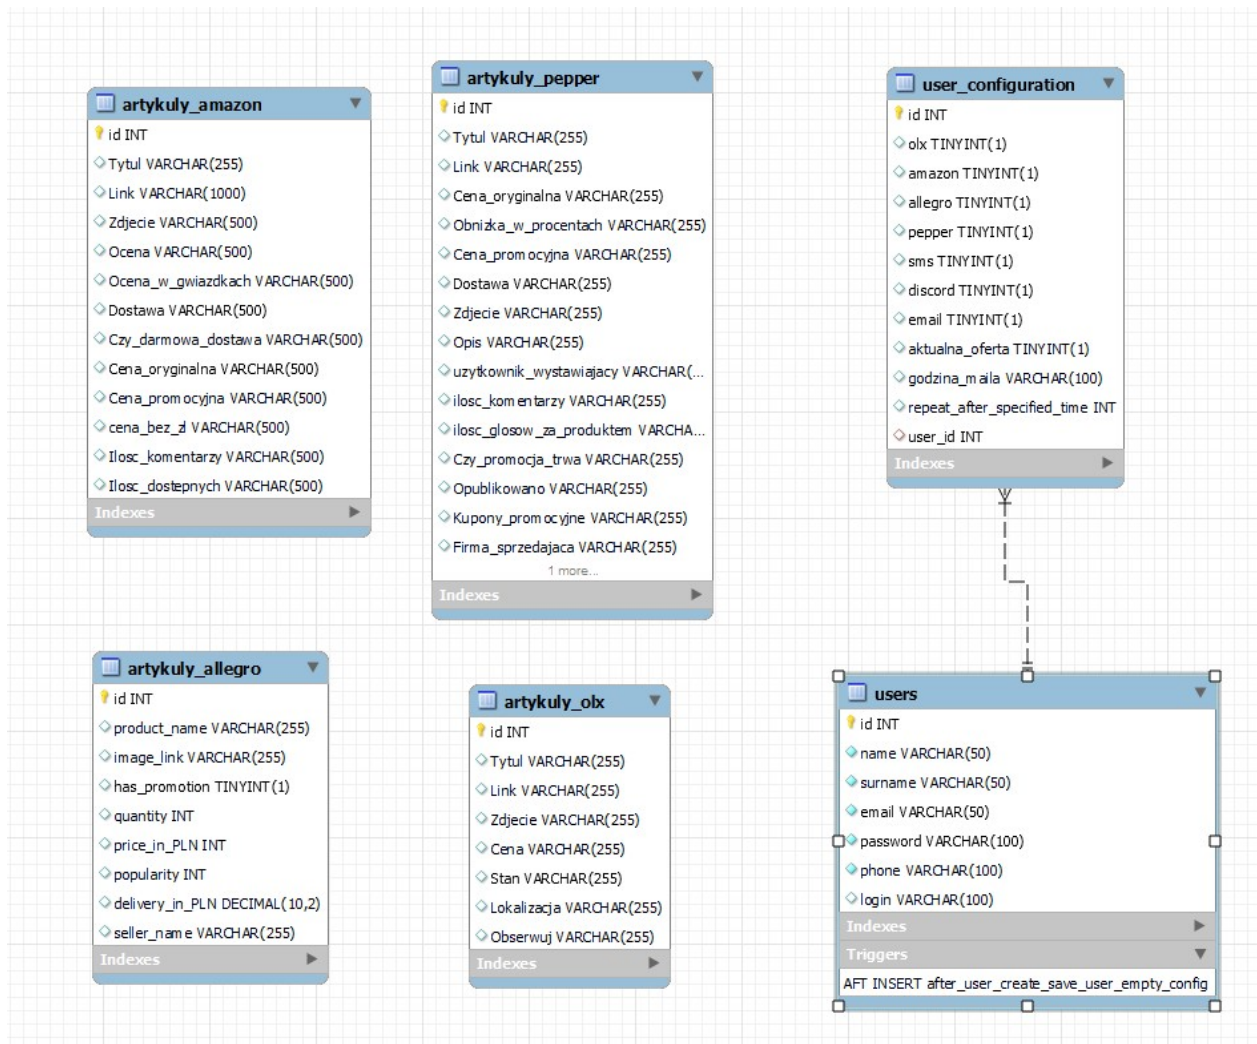 artykuly_amazon
id INT
Tytul VARCHAR(255)
Link VARCHAR(1000)
Zdjecie VARCHAR(500)
Ocena VARCHAR(500)
Ocena_w_gwiazdkach VARCHAR(500)
Dostawa VARCHAR(500)
Czy_darmowa_dostawa VARCHAR(500)
Cena_oryginalna VARCHAR(500)
Cena_promocyjna VARCHAR(500)
cena_bez_zl VARCHAR(500)
Ilosc_komentarzy VARCHAR(500)
Ilosc_dostepnych VARCHAR(500)
Indexes
artykuly_pepper
id INT
Tytul VARCHAR(255)
Link VARCHAR(255)
Cena_oryginalna VARCHAR(255)
Obnizka_w_procentach VARCHAR(255)
Cena_promocyjna VARCHAR(255)
Dostawa VARCHAR(255)
Zdjecie VARCHAR(255)
Opis VARCHAR(255)
uzytkownik_wystawiajacy VARCHAR(...
ilosc_komentarzy VARCHAR(255)
ilosc_glosow_za_produktem VARCHA...
Czy_promocja_trwa VARCHAR(255)
Opublikowano VARCHAR(255)
Kupony_promocyjne VARCHAR(255)
Firma_sprzedajaca VARCHAR(255)
1 more...
Indexes
user_configuration
id INT
olx TINYINT(1)
amazon TINYINT(1)
allegro TINYINT(1)
pepper TINYINT(1)
sms TINYINT(1)
discord TINYINT(1)
email TINYINT(1)
aktualna_oferta TINYINT(1)
godzina_maila VARCHAR(100)
repeat_after_specified_time INT
user_id INT
Indexes
artykuly_allegro
id INT
product_name VARCHAR(255)
image_link VARCHAR(255)
has_promotion TINYINT(1)
quantity INT
price_in_PLN INT
popularity INT
delivery_in_PLN DECIMAL(10,2)
seller_name VARCHAR(255)
Indexes
artykuly_olx
id INT
Tytul VARCHAR(255)
Link VARCHAR(255)
Zdjecie VARCHAR(255)
Cena VARCHAR(255)
Stan VARCHAR(255)
Lokalizacja VARCHAR(255)
Obserwuj VARCHAR(255)
Indexes
users
id INT
name VARCHAR(50)
surname VARCHAR(50)
email VARCHAR(50)
password VARCHAR(100)
phone VARCHAR(100)
login VARCHAR(100)
Indexes
Triggers
AFT INSERT after_user_create_save_user_empty_config